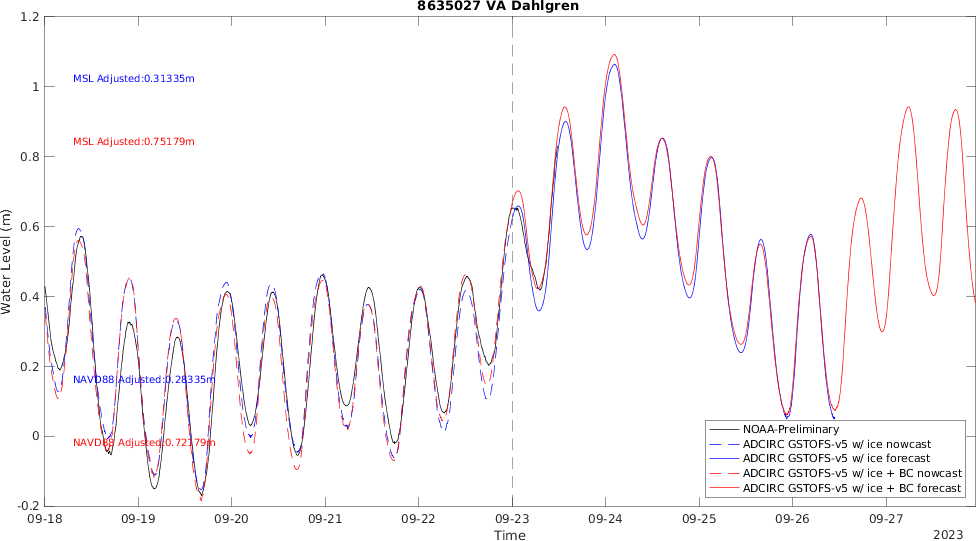 8635027 VA Dahlgren
1.2
1
0.8
0.6
0.4
0.2
0
-0.2
Water Level (m)
MSL Adjusted:0.31335m
MSL Adjusted:0.75179m
NAVD88 Adjusted:0.28335m
NAVD88 Adjusted:0.72179m
NOAA-Preliminary
ADCIRC GSTOFS-v5 w/ ice nowcast
ADCIRC GSTOFS-v5 w/ ice forecast
ADCIRC GSTOFS-v5 w/ ice + BC nowcast
ADCIRC GSTOFS-v5 w/ ice + BC forecast
09-18 09-19 09-20 09-21 09-22 09-23 09-24 09-25 09-26 09-27
Time
2023